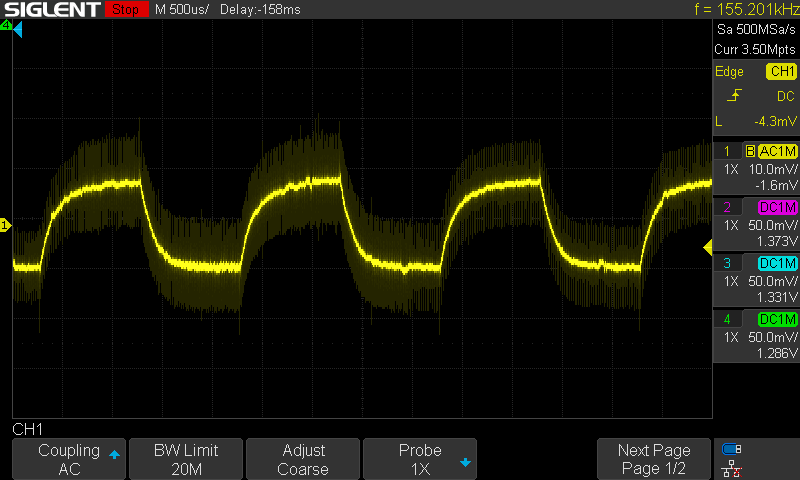 SIGLENT Stop M 500us/ Delay:-158ms f = 155.201kHz
Sa 500MSa/s
Curr 3.50Mpts
Edge CH1
DC
L -4.3mV
1 B AC1M
1X 10.0mV/
-1.6mV
2 DC1M
1X 50.0mV/
1.373V
3 DC1M
1X 50.0mV/
1.331V
4 DC1M
1X 50.0mV/
1.286V
4
1
CH1
Coupling
AC
BW Limit
20M
Adjust
Coarse
Probe
1X
Next Page
Page 1/2